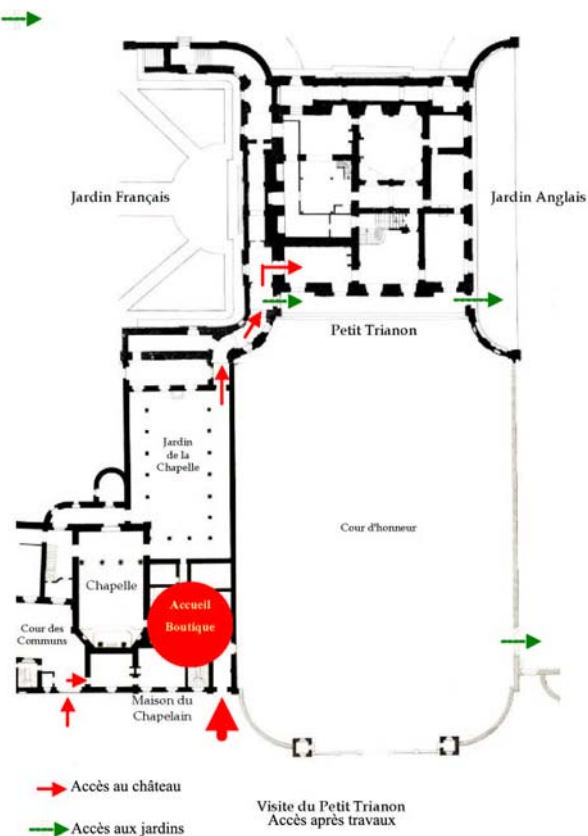 Jardin Français
Jardin Anglais
Petit Trianon
Jardin
de la
Chapelle
Cour d'honneur
Chapelle
Accueil
Boutique
Cour des
Communs
Maison du
Chapelain
Accès au château
Visite du Petit Trianon
Accès après travaux
Accès aux jardins